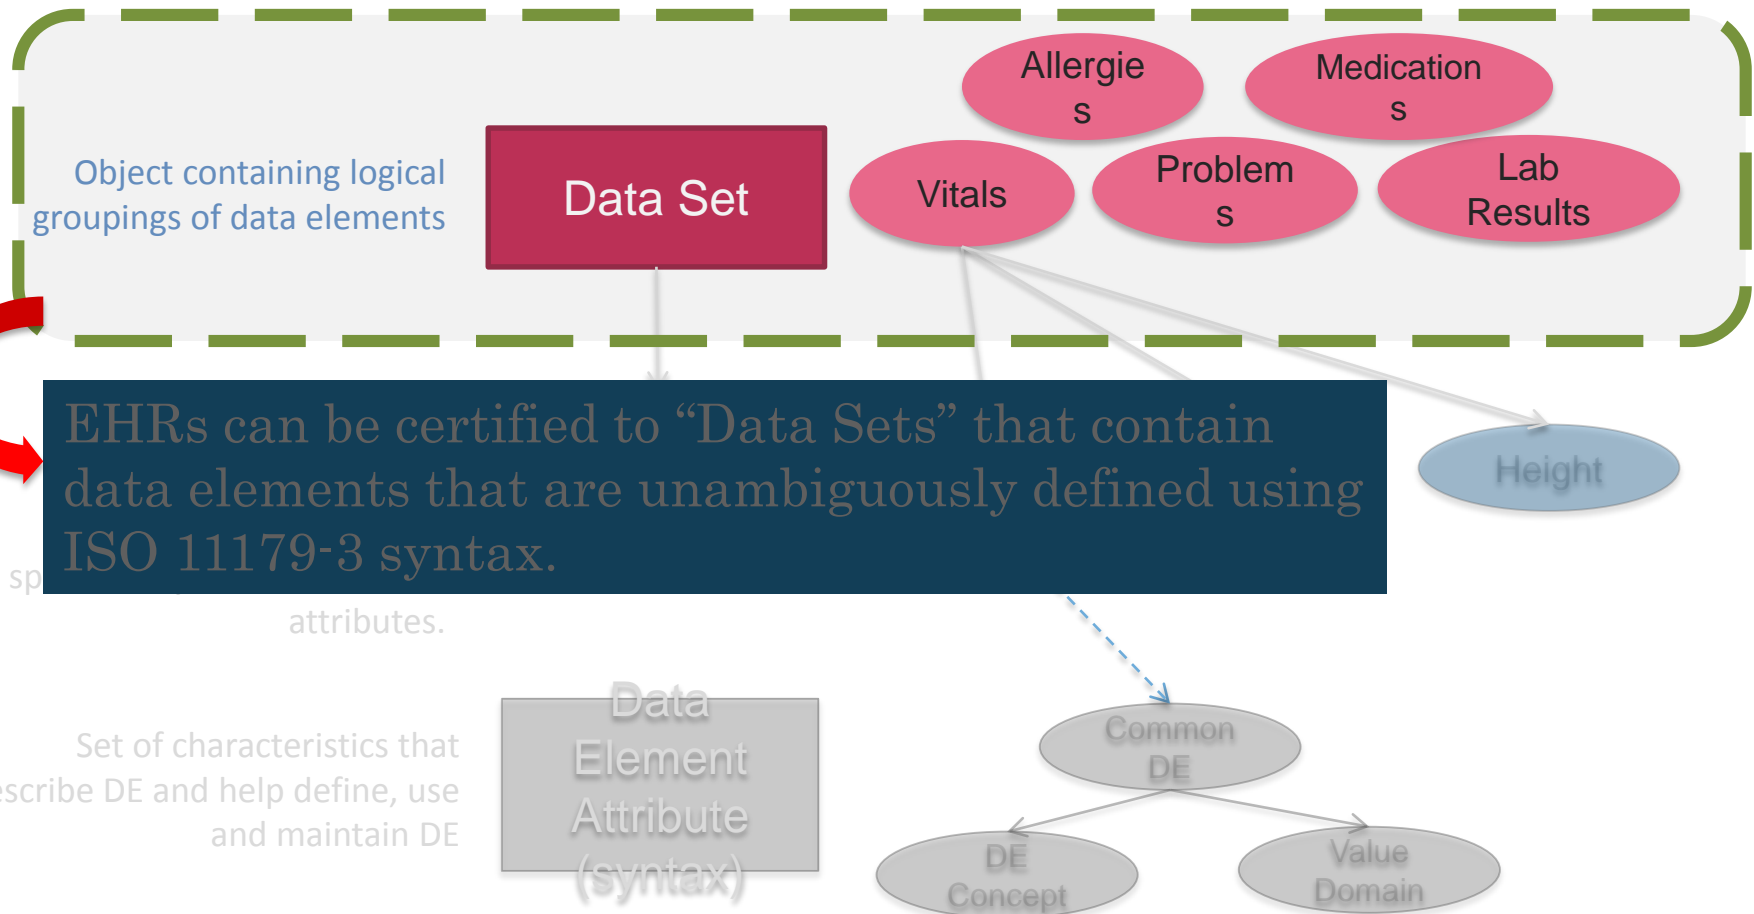 Allergie
s
Medication
s
Object containing logical
groupings of data elements
Data Set
Vitals
Problem
s
Lab
Results
EHRs can be certified to “Data Sets” that contain
data elements that are unambiguously defined using
ISO 11179-3 syntax.
Height
sp
attributes.
Set of characteristics that
escribe DE and help define, use
and maintain DE
Data
Element
Attribute
(syntax)
Common
DE
DE
Concept
Value
Domain